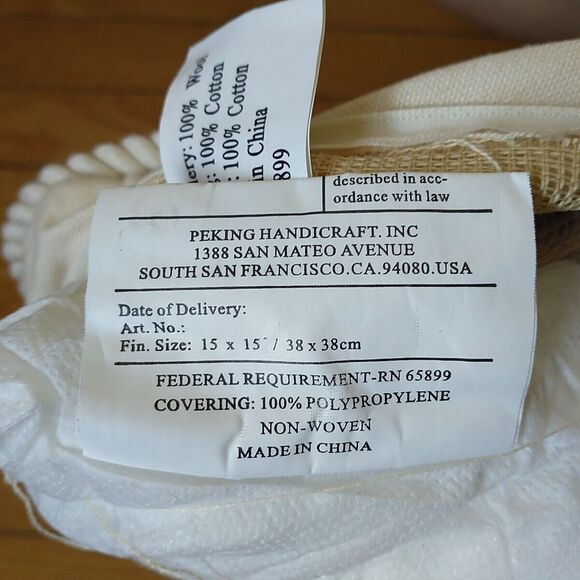 ery: 100% Wool
: 100% Cotton
: 100% Cotton
in China
899
described in acc-
ordance with law
PEKING HANDICRAFT. INC
1388 SAN MATEO AVENUE
SOUTH SAN FRANCISCO.CA.94080.USA
Date of Delivery:
Art. No.:
Fin. Size: 15 x 15" / 38 x 38cm
FEDERAL REQUIREMENT-RN 65899
COVERING: 100% POLYPROPYLENE
NON-WOVEN
MADE IN CHINA